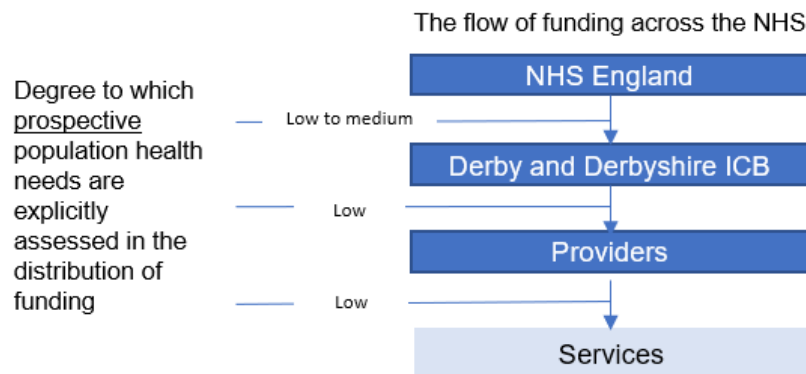 The flow of funding across the NHS
NHS England
Degree to which
prospective
population health
needs are
explicitly
assessed in the
distribution of
funding
Low to medium
Derby and Derbyshire ICB
Low
Providers
Low
Services